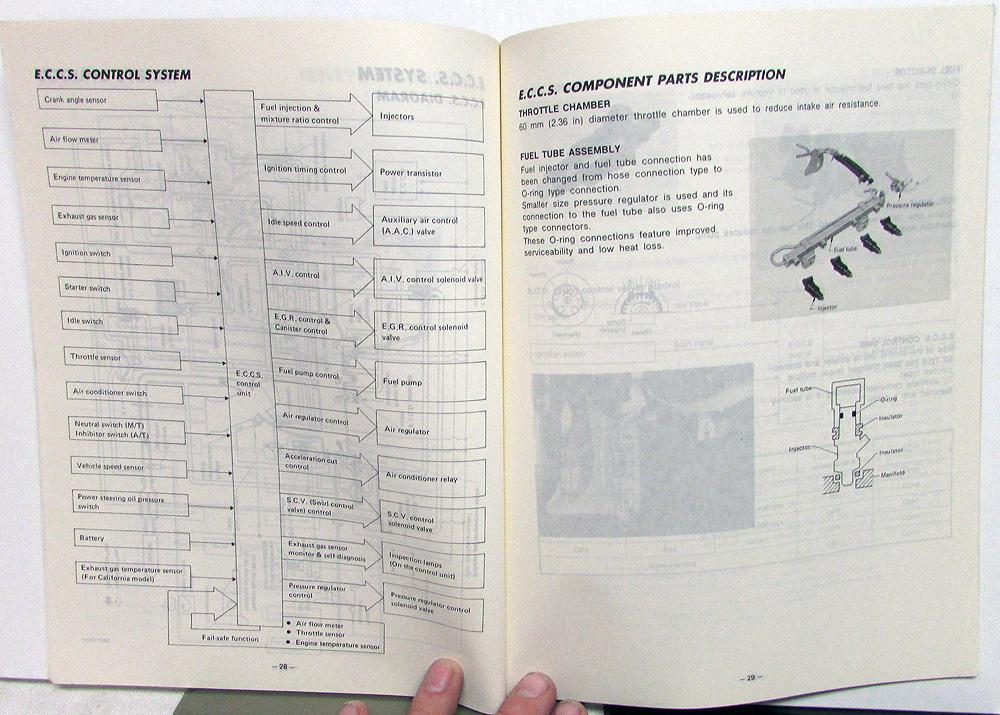 E.C.C.S. CONTROL SYSTEM
Crank angle sensor
Air flow meter
Engine temperature sensor
Exhaust gas sensor
Ignition switch
Starter switch
Idle switch
Throttle sensor
Air conditioner switch
Neutral switch (M/T)
Inhibitor switch (A/T)
Vehicle speed sensor
Power steering oil pressure
switch
Battery
Exhaust gas temperature sensor
(For California model)
E.C.C.S.
control
unit
Fuel injection &
mixture ratio control
Injectors
Ignition timing control
Power transistor
Idle speed control
Auxiliary air control
(A.A.C.) valve
A.I.V. control
A.I.V. control solenoid valve
E.G.R. control &
Canister control
E.G.R. control solenoid
valve
Fuel pump control
Fuel pump
Air regulator control
Air regulator
Acceleration cut
control
Air conditioner relay
S.C.V. (Swirl control
valve) control
S.C.V. control
solenoid valve
Exhaust gas sensor
monitor & self-diagnosis
Inspection lamps
(On the control unit)
Pressure regulator
control
Pressure regulator control
solenoid valve
Fail-safe function
• Air flow meter
• Throttle sensor
• Engine temperature sensor
— 28 —
E.C.C.S. COMPONENT PARTS DESCRIPTION
THROTTLE CHAMBER
60 mm (2.36 in) diameter throttle chamber is used to reduce intake air resistance.
FUEL TUBE ASSEMBLY
Fuel injector and fuel tube connection has
been changed from hose connection type to
O-ring type connection.
Smaller size pressure regulator is used and its
connection to the fuel tube also uses O-ring
type connectors.
These O-ring connections feature improved
serviceability and low heat loss.
Pressure regulator
Fuel tube
Injector
Fuel tube
O-ring
Insulator
Injector
Insulator
Manifold
— 29 —